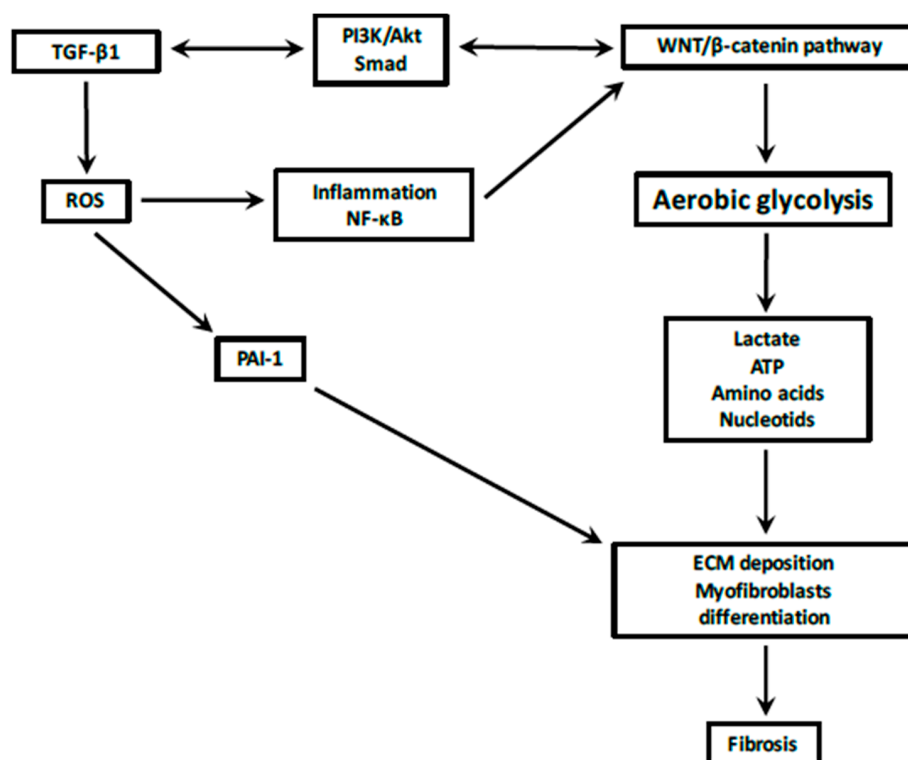 TGF-β1
PI3K/Akt
Smad
WNT/β-catenin pathway
ROS
Inflammation
NF-κB
Aerobic glycolysis
PAI-1
Lactate
ATP
Amino acids
Nucleotids
ECM deposition
Myofibroblasts
differentiation
Fibrosis